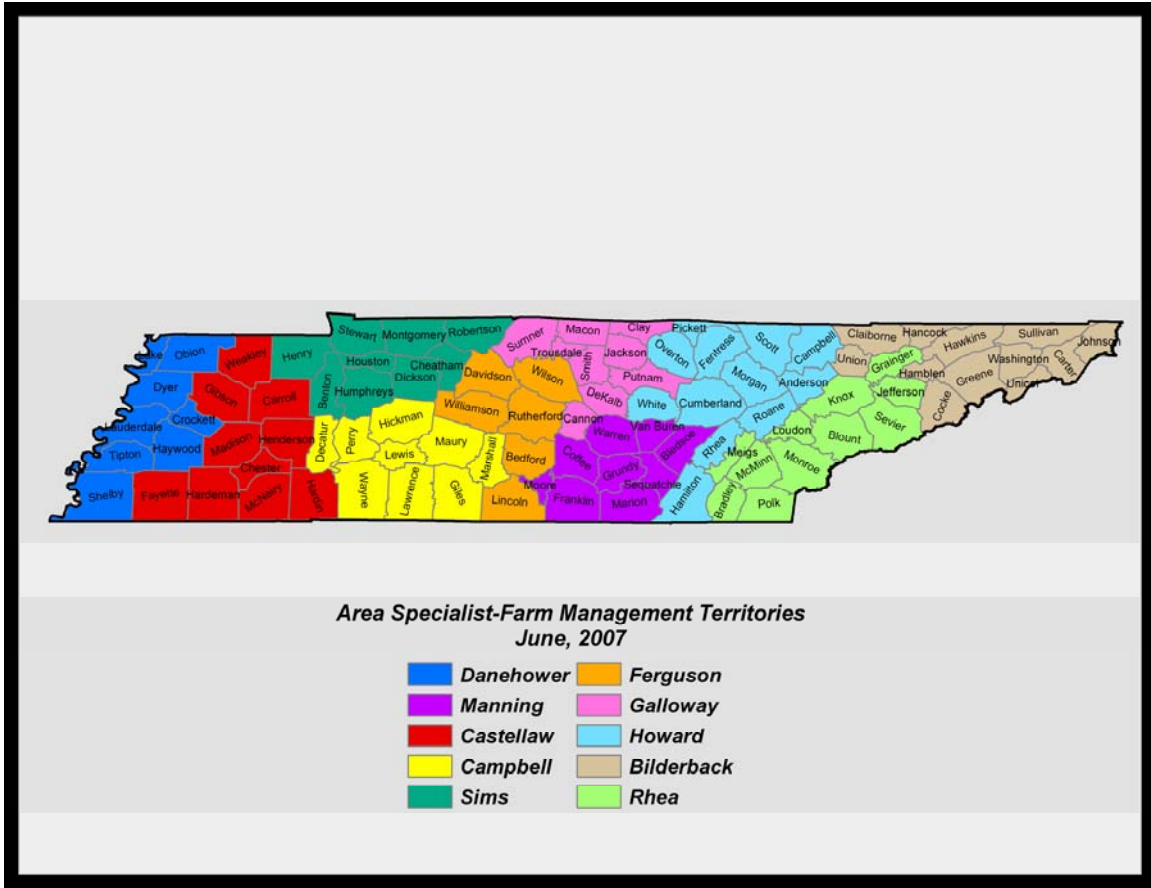 Stewart Montgomery Robertson Sumner Macon Clay Pickett Scott Campbell Claiborne Hancock Hawkins Sullivan Johnson
Lake Obion Weakley Henry Houston Cheatham Trousdale Smith Jackson Overton Fentress Union Grainger Washington Carter
Dyer Gibson Carroll Benton Humphreys Dickson Davidson Wilson Putnam Morgan Anderson Hamblen Greene Unicoi
Lauderdale Crockett Williamson Rutherford DeKalb White Cumberland Roane Knox Jefferson Cocke
Tipton Haywood Madison Henderson Decatur Perry Hickman Maury Cannon Warren Van Buren Bledsoe Rhea Loudon Blount Sevier
Chester Lewis Marshall Bedford Coffee Grundy Meigs McMinn Monroe
Shelby Fayette Hardeman McNairy Hardin Wayne Lawrence Giles Lincoln Moore Franklin Marion Sequatchie Hamilton Bradley Polk
Area Specialist-Farm Management Territories
June, 2007
Danehower Ferguson
Manning Galloway
Castellaw Howard
Campbell Bilderback
Sims Rhea